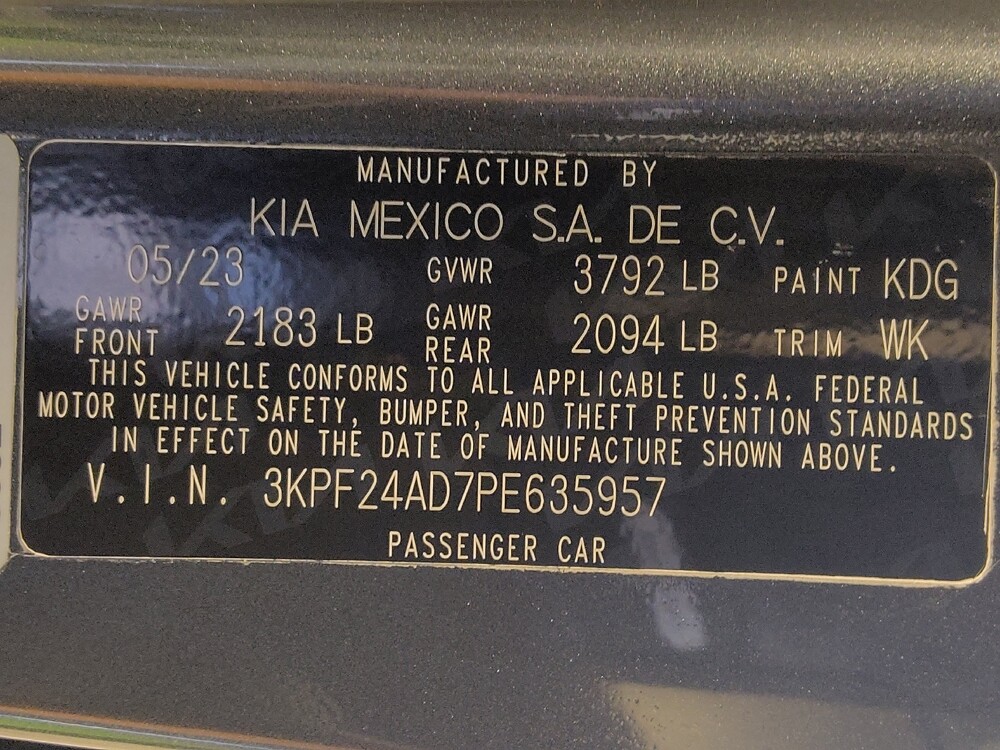 MANUFACTURED BY
KIA MEXICO S.A. DE C.V.
05/23 GVWR 3792 LB PAINT KDG
GAWR FRONT 2183 LB GAWR REAR 2094 LB TRIM WK
THIS VEHICLE CONFORMS TO ALL APPLICABLE U.S.A. FEDERAL
MOTOR VEHICLE SAFETY, BUMPER, AND THEFT PREVENTION STANDARDS
IN EFFECT ON THE DATE OF MANUFACTURE SHOWN ABOVE.
V.I.N. 3KPF24AD7PE635957
PASSENGER CAR